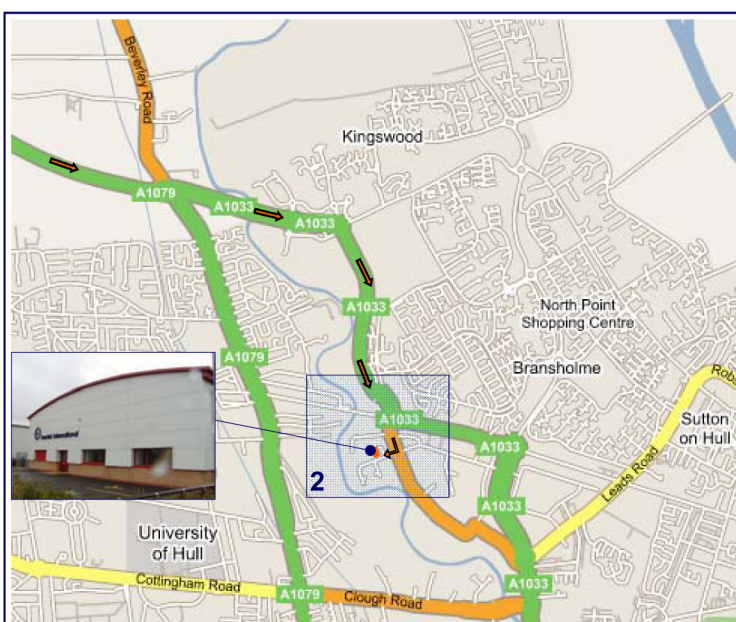 Beverley Road
Kingswood
A1079
A1033
A1033
A1033
North Point
Shopping Centre
A1079
Bransholme
A1033
A1033
Sutton
on Hull
International
2
A1033
Leads Road
University
of Hull
Cottingham Road
A1079
Clough Road
A1033